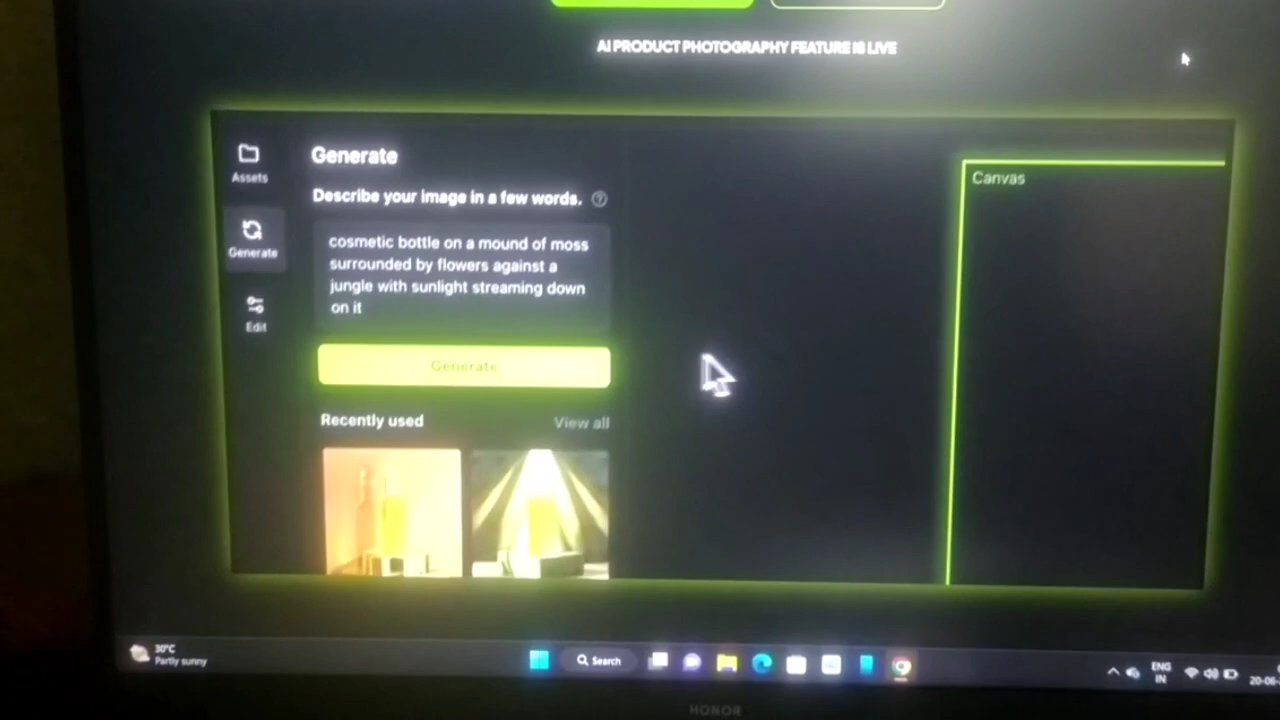 AI PRODUCT PHOTOGRAPHY FEATURE IS LIVE
Assets
Generate
Edit
Generate
Describe your image in a few words.
cosmetic bottle on a mound of moss
surrounded by flowers against a
jungle with sunlight streaming down
on it
Generate
Recently used
View all
Canvas
30°C
Partly sunny
Search
ENG
IN
HONOR